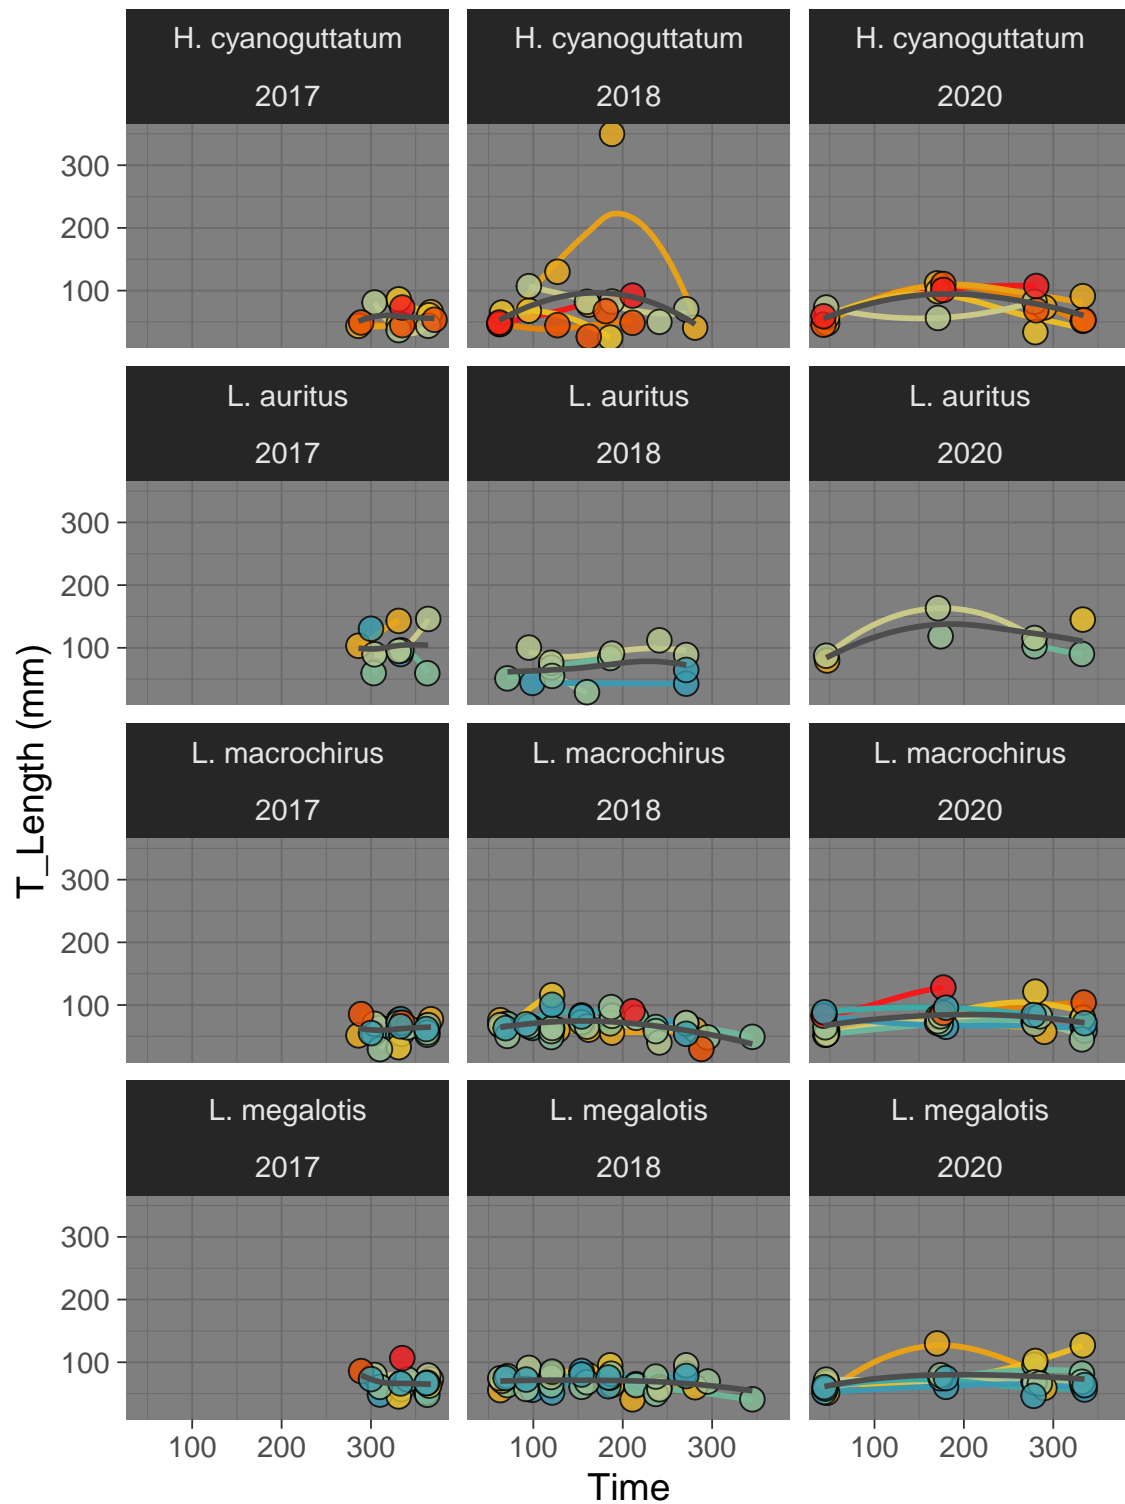 H. cyanoguttatum
H. cyanoguttatum
H. cyanoguttatum
2017
2018
2020
300
200
100
L. auritus
L. auritus
L. auritus
2017
2018
2020
300
200
100
T_Length (mm)
L. macrochirus
L. macrochirus
L. macrochirus
2017
2018
2020
300
200
100
L. megalotis
L. megalotis
L. megalotis
2017
2018
2020
300
200
100
100 200 300
100 200 300
100 200 300
Time